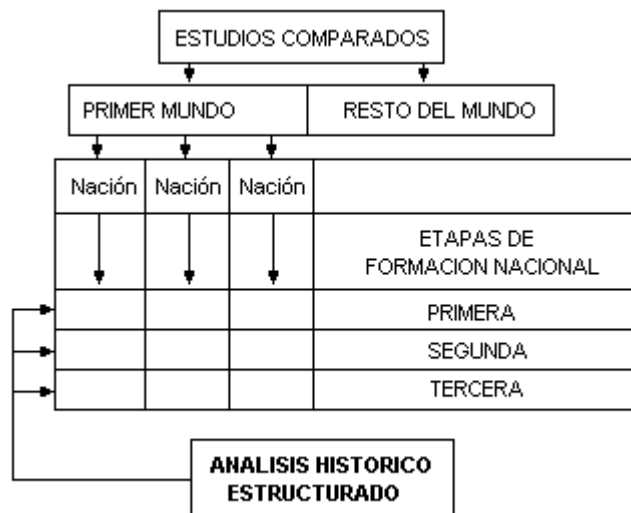 ESTUDIOS COMPARADOS
PRIMER MUNDO RESTO DEL MUNDO
Nación Nación Nación
ETAPAS DE
FORMACION NACIONAL
PRIMERA
SEGUNDA
TERCERA
ANALISIS HISTORICO
ESTRUCTURADO